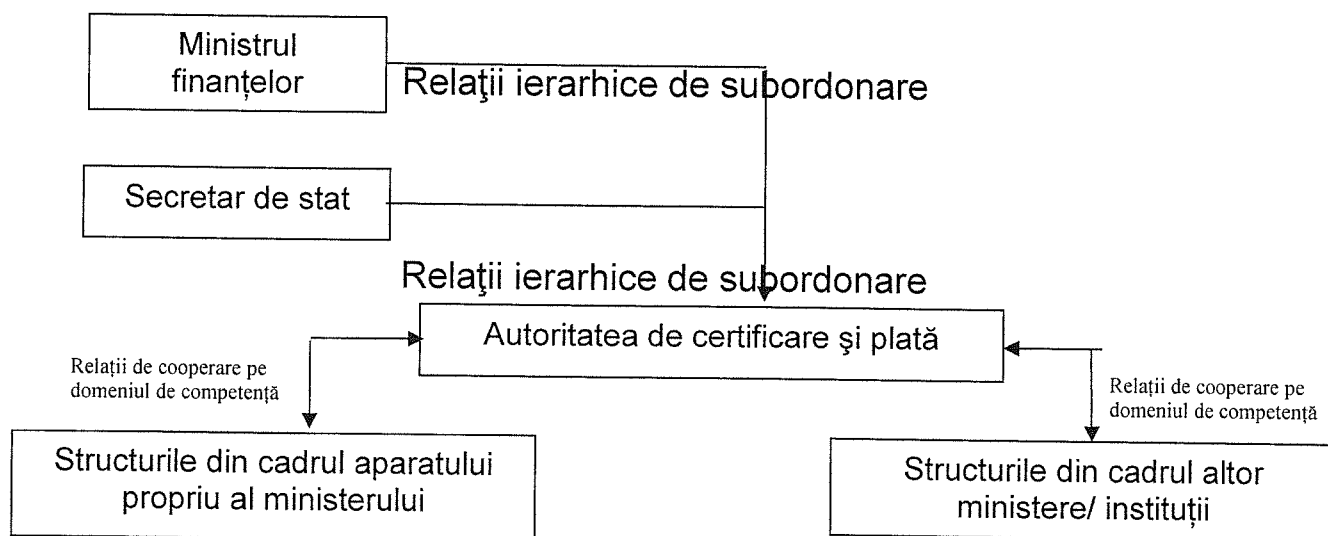 Ministrul
finanțelor
Relaţii ierarhice de subordonare
Secretar de stat
Relaţii ierarhice de subordonare
Autoritatea de certificare şi plată
Relații de cooperare pe
domeniul de competență
Relații de cooperare pe
domeniul de competență
Structurile din cadrul aparatului
propriu al ministerului
Structurile din cadrul altor
ministere/ instituții